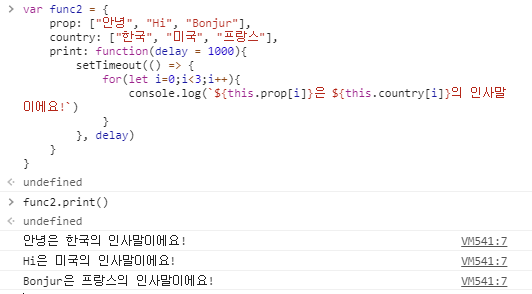 > var func2 = {
prop: ["안녕", "Hi", "Bonjur"],
country: ["한국", "미국", "프랑스"],
print: function(delay = 1000){
setTimeout(() => {
for(let i=0;i<3;i++){
console.log(`${this.prop[i]}은 ${this.country[i]}의 인사말
이에요!`)
}
}, delay)
}
}
undefined
> func2.print()
undefined
안녕은 한국의 인사말이에요! VM541:7
Hi은 미국의 인사말이에요! VM541:7
Bonjur은 프랑스의 인사말이에요! VM541:7